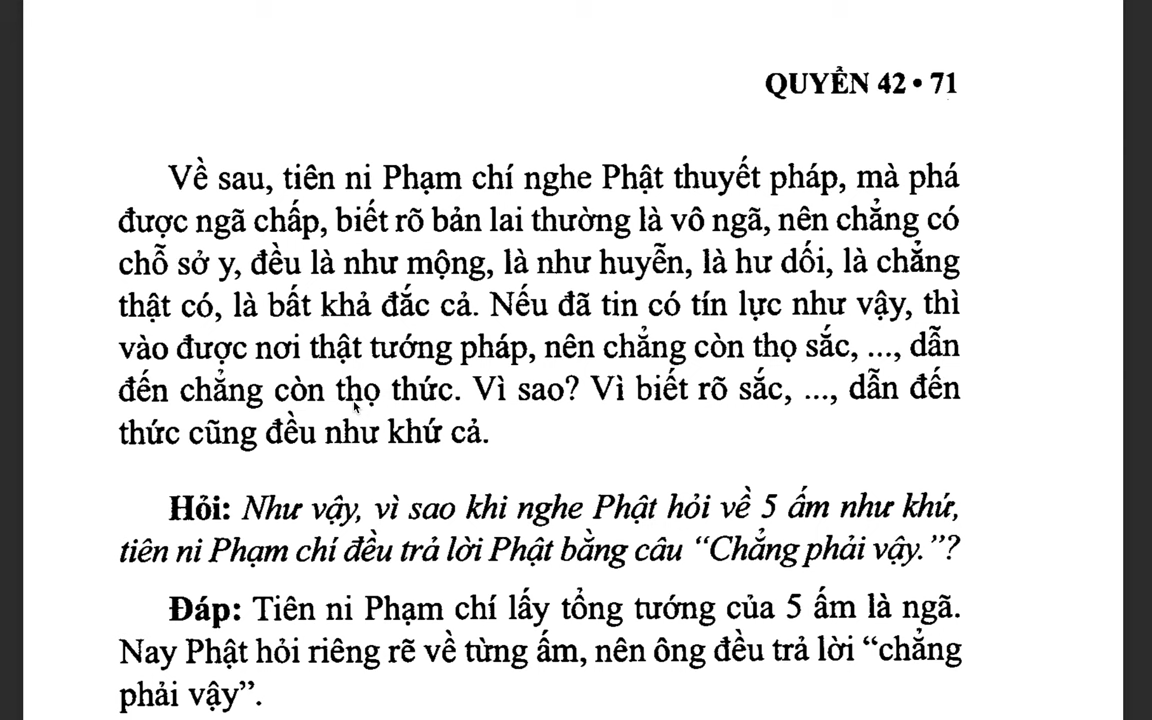 QUYỂN 42 • 71
Về sau, tiên ni Phạm chí nghe Phật thuyết pháp, mà phá
được ngã chấp, biết rõ bản lai thường là vô ngã, nên chẳng có
chỗ sở y, đều là như mộng, là như huyễn, là hư dối, là chẳng
thật có, là bất khả đắc cả. Nếu đã tin có tín lực như vậy, thì
vào được nơi thật tướng pháp, nên chẳng còn thọ sắc, ..., dẫn
đến chẳng còn thọ thức. Vì sao? Vì biết rõ sắc, ..., dẫn đến
thức cũng đều như khứ cả.
Hỏi: Như vậy, vì sao khi nghe Phật hỏi về 5 ấm như khứ,
tiên ni Phạm chí đều trả lời Phật bằng câu “Chẳng phải vậy.”?
Đáp: Tiên ni Phạm chí lấy tổng tướng của 5 ấm là ngã.
Nay Phật hỏi riêng rẽ về từng ấm, nên ông đều trả lời “chẳng
phải vậy”.